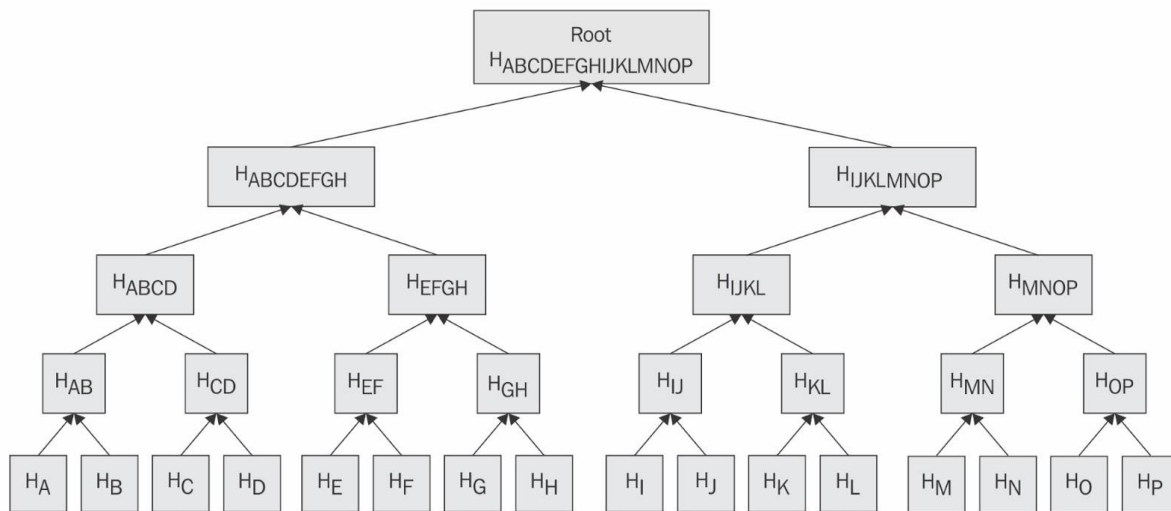 Root
HABCDEFGHIJKLMNOP
HABCDEFGH HIJKLMNOP
HABCD HEFGH HIJKL HMNOP
HAB HCD HEF HGH HIJ HKL HMN HOP
HA HB HC HD HE HF HG HH HI HJ HK HL HM HN HO HP